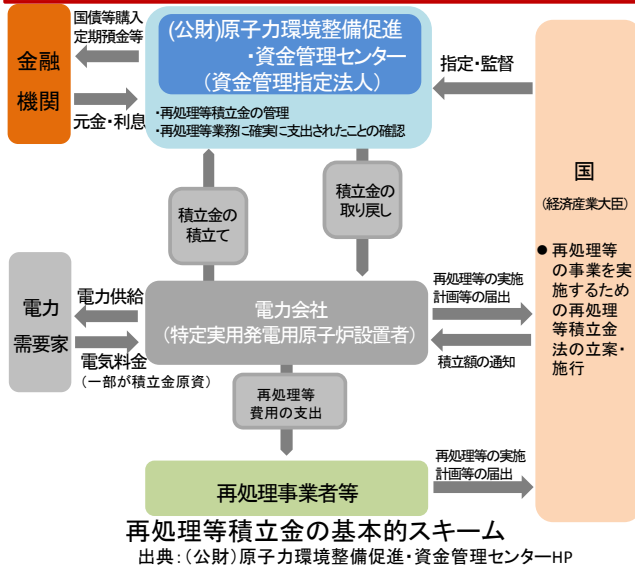 国債等購入
定期預金等
金融
機関
元金・利息
(公財)原子力環境整備促進
・資金管理センター
(資金管理指定法人)
・再処理等積立金の管理
・再処理等業務に確実に支出されたことの確認
指定・監督
国
(経済産業大臣)
● 再処理等
の事業を実
施するため
の再処理
等積立金
法の立案・
施行
積立金の
積立て
積立金の
取り戻し
電力
需要家
電力供給
電気料金
(一部が積立金原資)
電力会社
(特定実用発電用原子炉設置者)
再処理等の実施
計画等の届出
積立額の通知
再処理等
費用の支出
再処理事業者等
再処理等の実施
計画等の届出
再処理等積立金の基本的スキーム
出典:(公財)原子力環境整備促進・資金管理センターHP